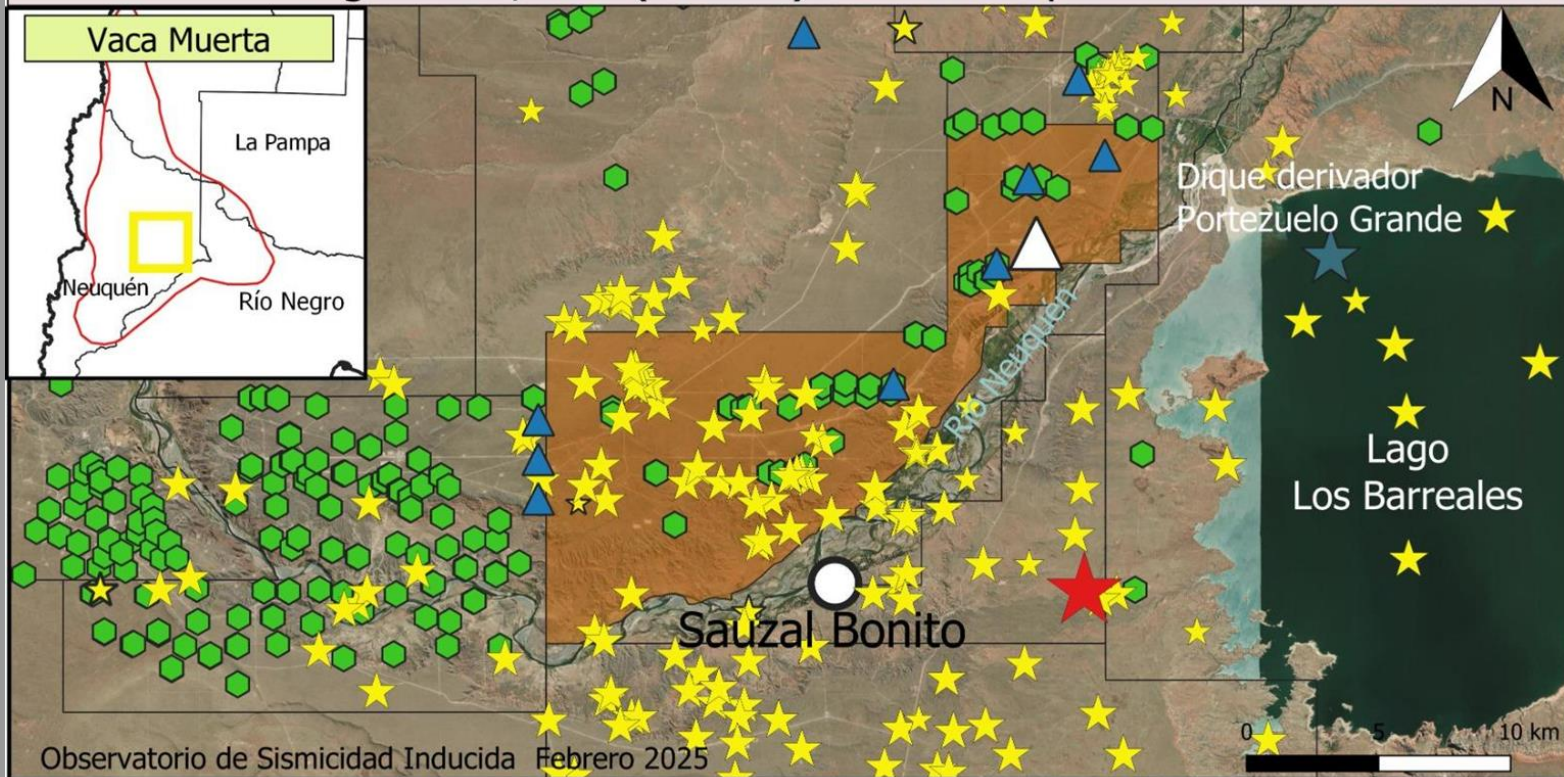 Vaca Muerta
La Pampa
Neuquén
Río Negro
N
Dique derivador
Portezuelo Grande
Río Neuquén
Lago
Los Barreales
Sauzal Bonito
0 5 10 km
Observatorio de Sismicidad Inducida Febrero 2025